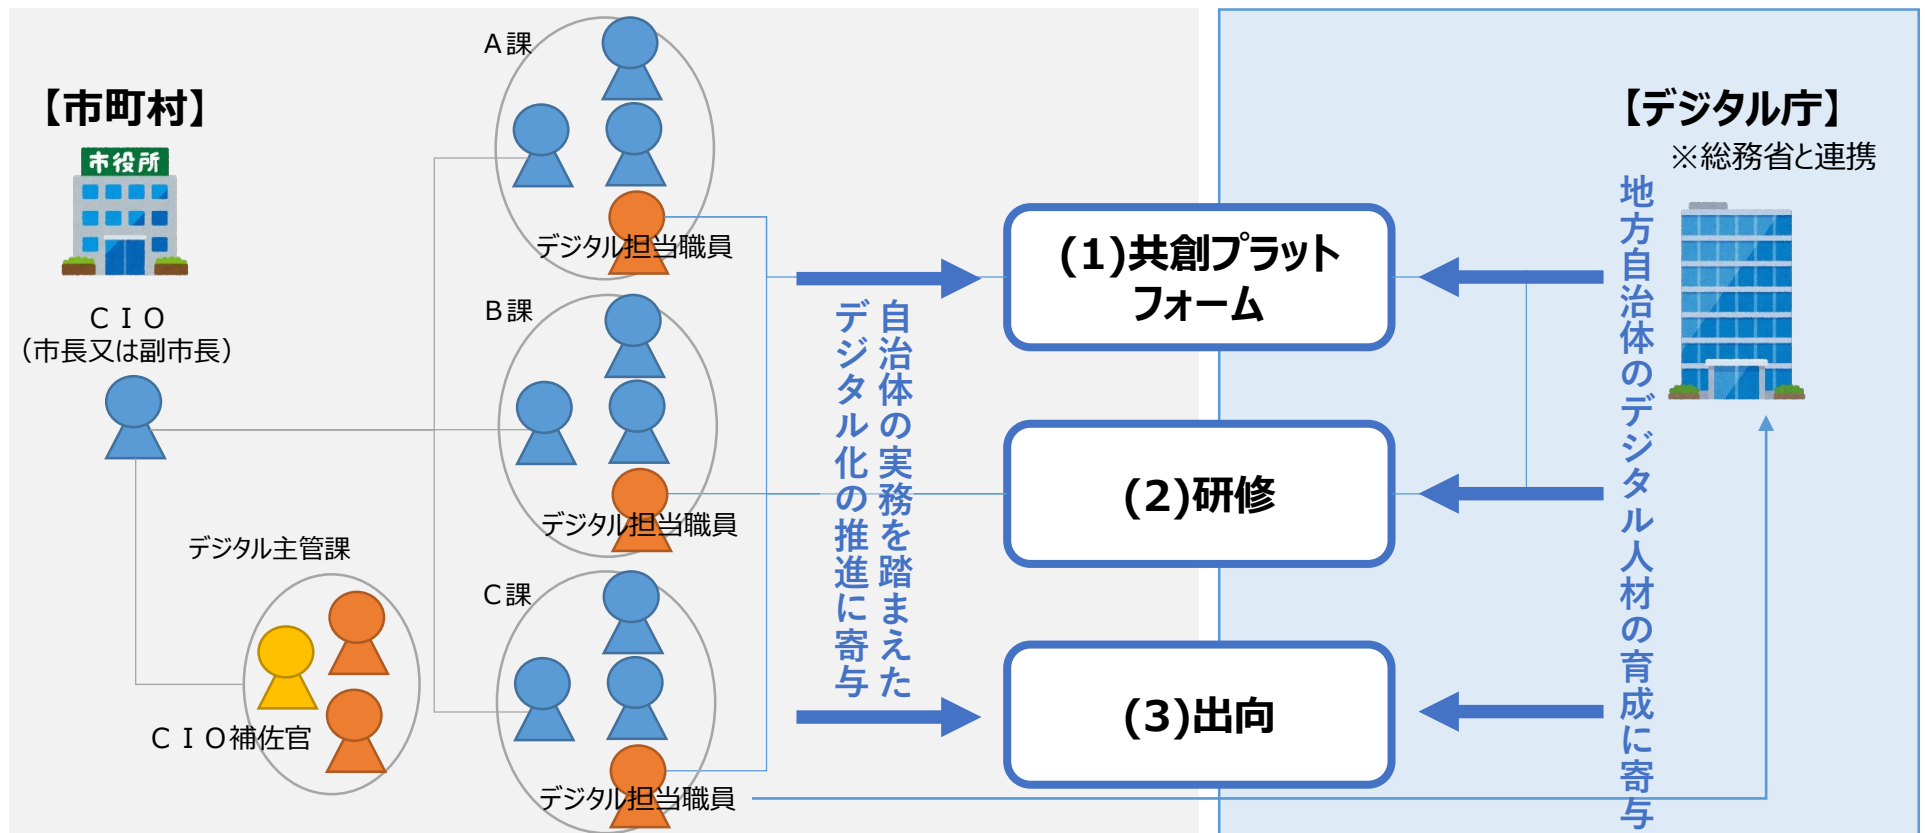 【市町村】
市役所
CIO
（市長又は副市長）
デジタル主管課
CIO補佐官
A課
デジタル担当職員
B課
デジタル担当職員
C課
デジタル担当職員
自治体の実務を踏まえた
デジタル化の推進に寄与
(1)共創プラット
フォーム
(2)研修
(3)出向
【デジタル庁】
※総務省と連携
地方自治体のデジタル人材の育成に寄与